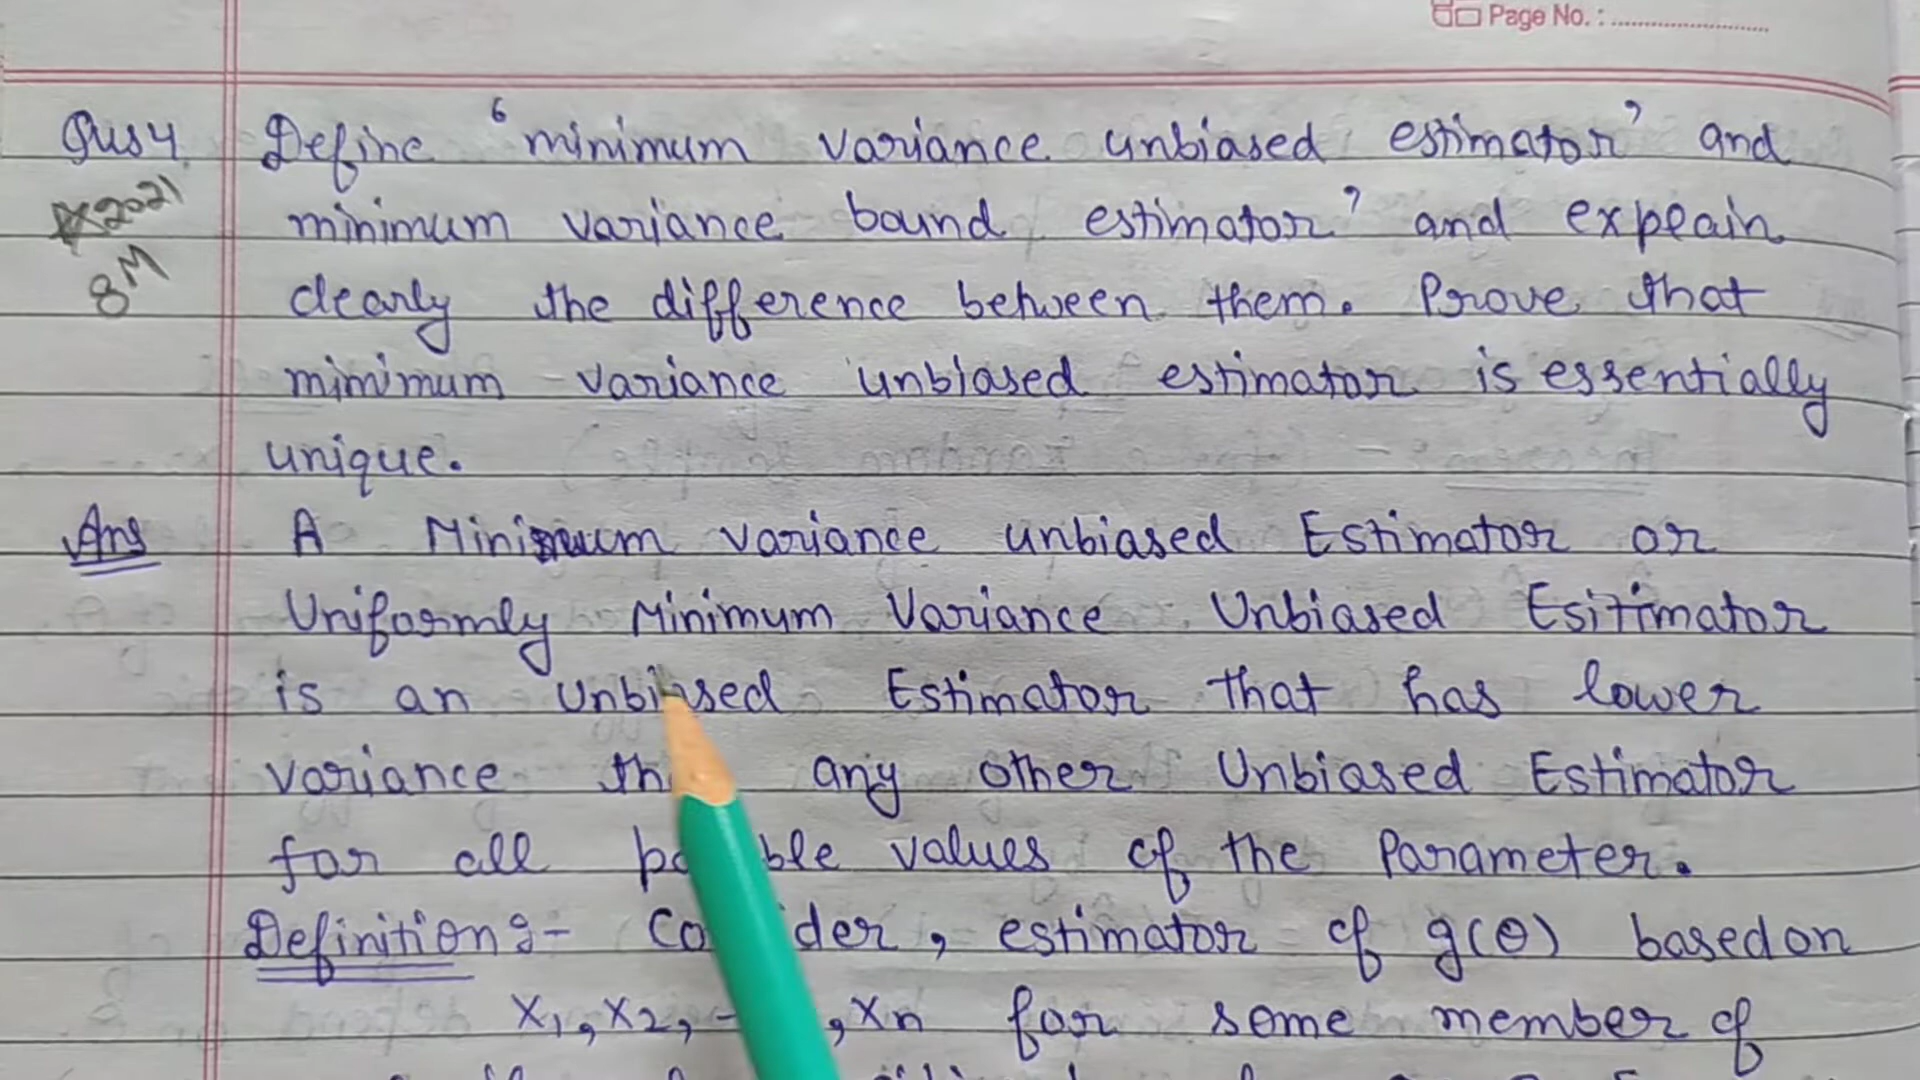 Page No. :
Qus 4. Define ‘minimum variance unbiased estimator’ and
*2021 minimum variance bound estimator’ and expeain
8M clearly the difference between them. Prove that
mimimum variance unbiased estimator is essentially
unique.
Ans A Minimum variance unbiased Estimator or
Uniformly Minimum Variance Unbiased Esitimator
is an Unbiased Estimator that has lower
variance any other Unbiased Estimator
for all values of the Parameter.
Definition:- , estimator of g(θ) based on
X1, X2, - , Xn for some member of